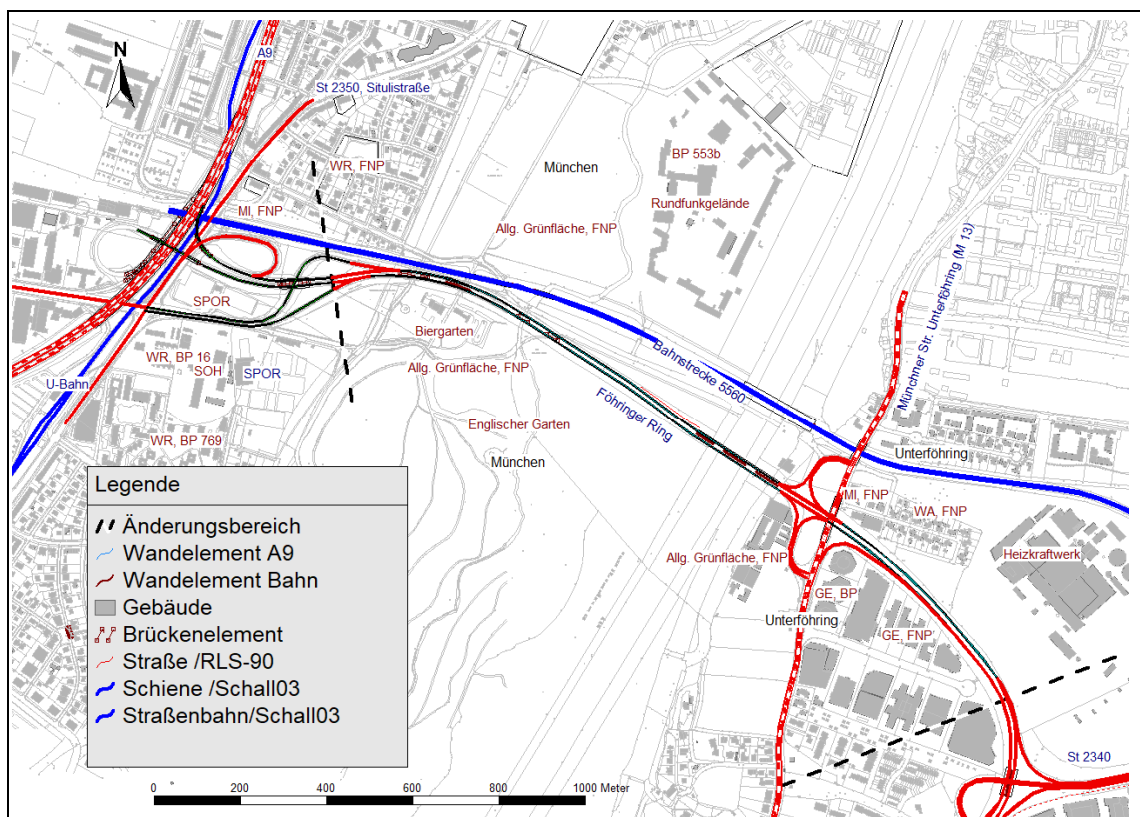 A9
N
St 2350, Situlistraße
WR, FNP
München
BP 553b
Rundfunkgelände
MI, FNP
Allg. Grünfläche, FNP
Münchner Str. Unterföhring (M 13)
SPOR
Biergarten
Bahnstrecke 5560
WR, BP 16
SOH
SPOR
Allg. Grünfläche, FNP
U-Bahn
Föhringer Ring
Englischer Garten
WR, BP 769
München
Unterföhring
MI, FNP
WA, FNP
Heizkraftwerk
Allg. Grünfläche, FNP
GE, BP
Unterföhring
GE, FNP
St 2340
Legende
Änderungsbereich
Wandelement A9
Wandelement Bahn
Gebäude
Brückenelement
Straße /RLS-90
Schiene /Schall03
Straßenbahn/Schall03
0 200 400 600 800 1000 Meter